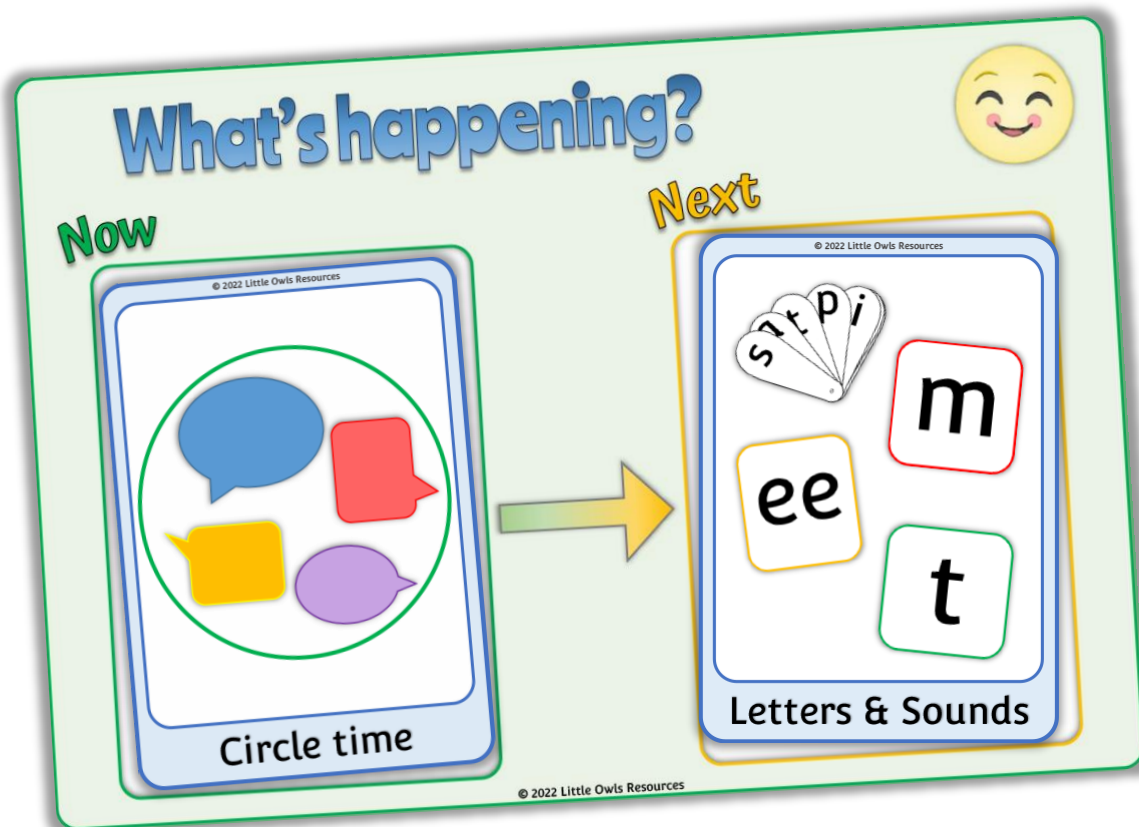 What's happening?
Now
Next
© 2022 Little Owls Resources
© 2022 Little Owls Resources
s
t
p
i
m
ee
t
Circle time
Letters & Sounds
© 2022 Little Owls Resources